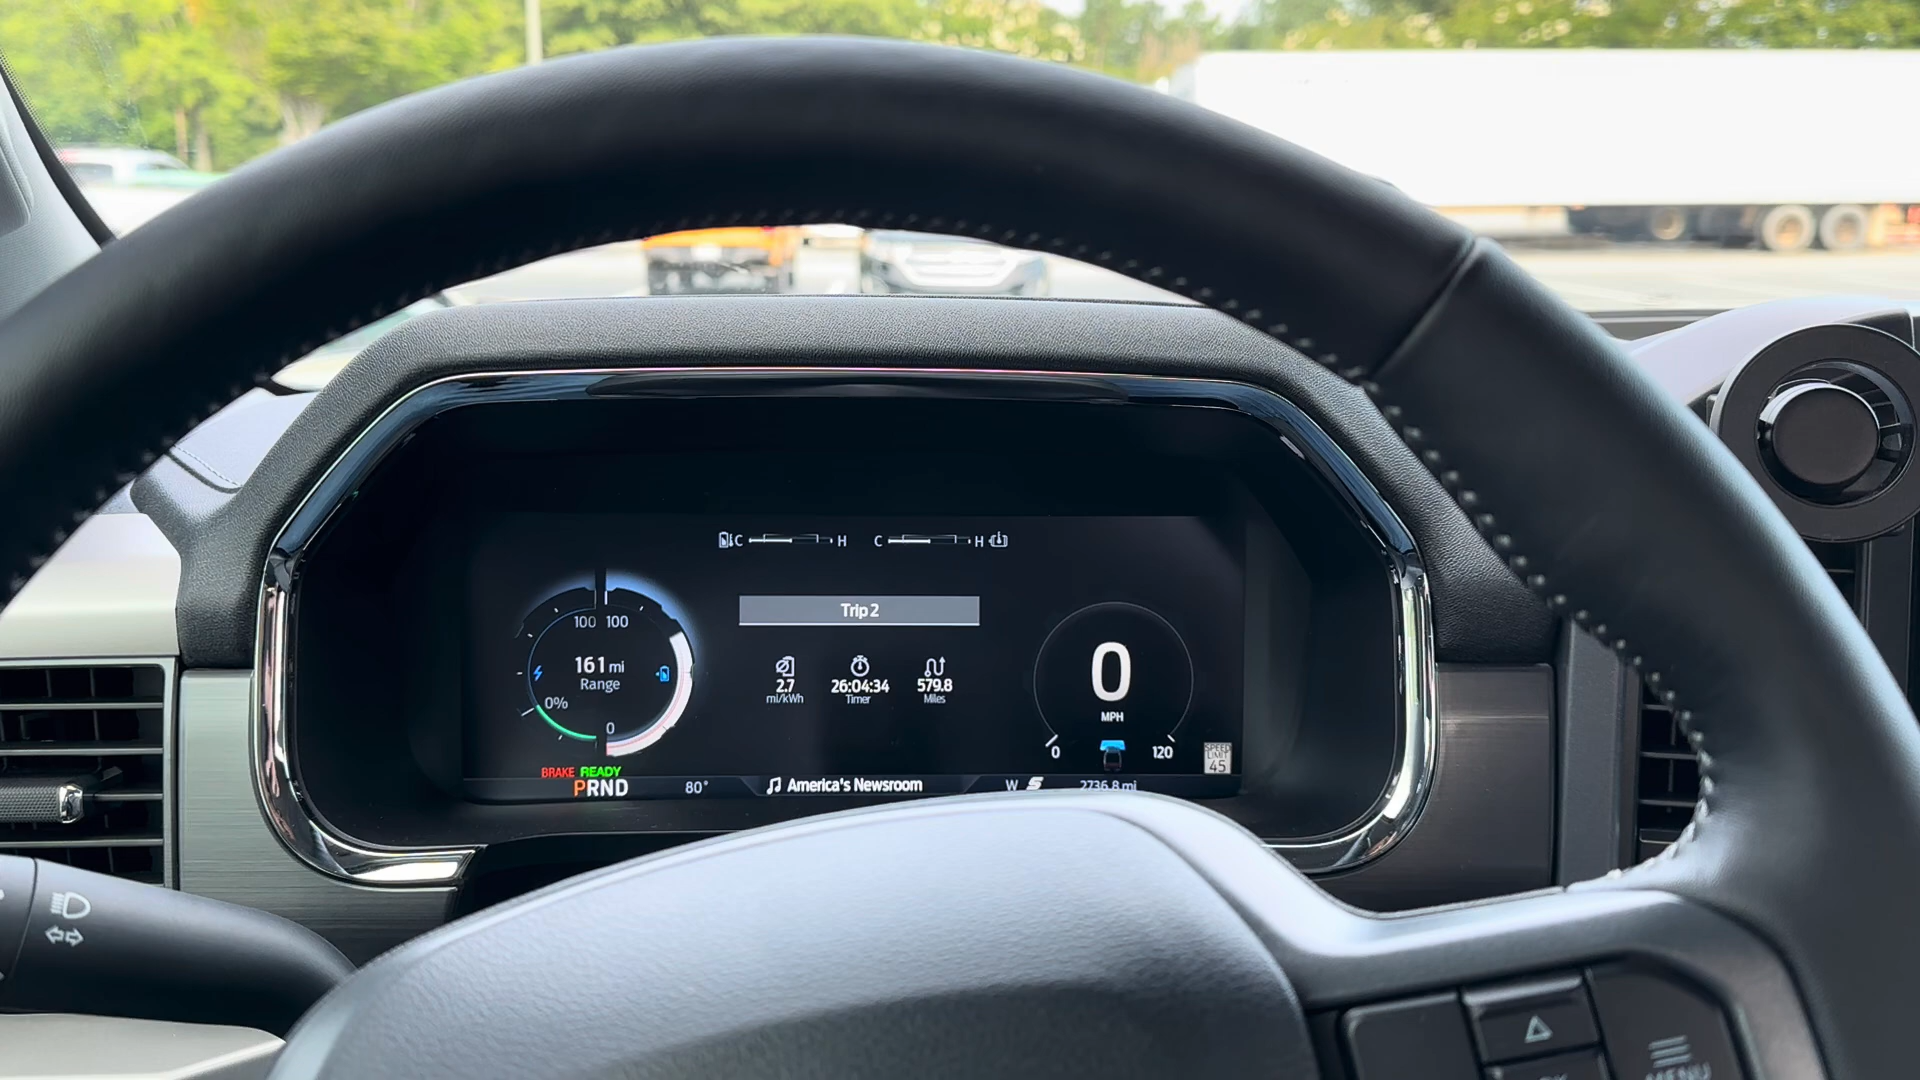 C H C H
Trip 2
100 100
161 mi
Range
0%
0
2.7
mi/kWh
26:04:34
Timer
579.8
Miles
0
MPH
0 120
SPEED
LIMIT
45
BRAKE READY
PRND
80°
America's Newsroom
W
2736.8 mi
MENU